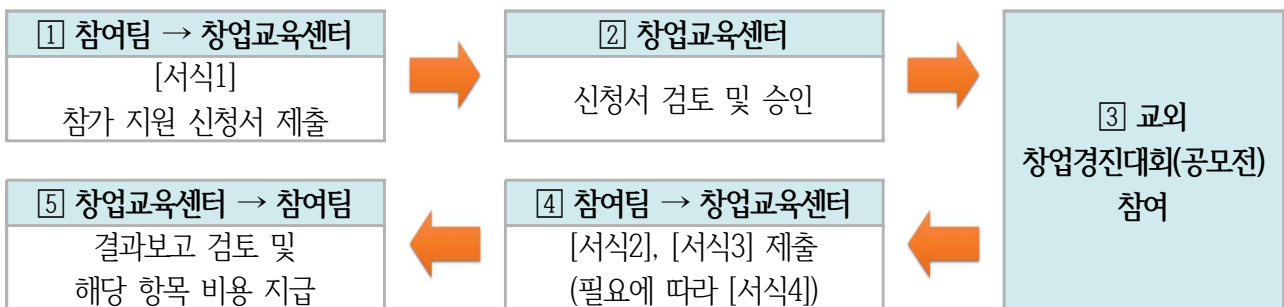 1 참여팀 → 창업교육센터
[서식1]
참가 지원 신청서 제출
2 창업교육센터
신청서 검토 및 승인
3 교외
창업경진대회(공모전)
참여
4 참여팀 → 창업교육센터
[서식2], [서식3] 제출
(필요에 따라 [서식4])
5 창업교육센터 → 참여팀
결과보고 검토 및
해당 항목 비용 지급